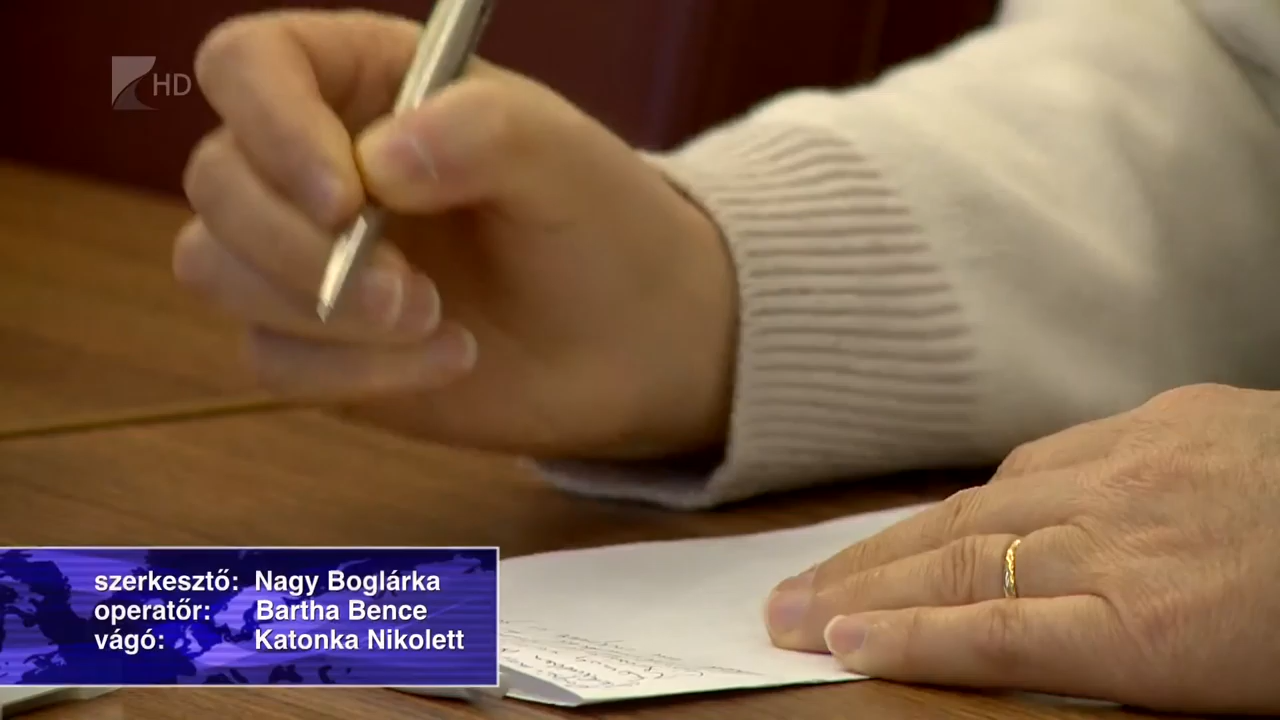 HD
szerkesztő: Nagy Boglárka
operatőr: Bartha Bence
vágó: Katonka Nikolett